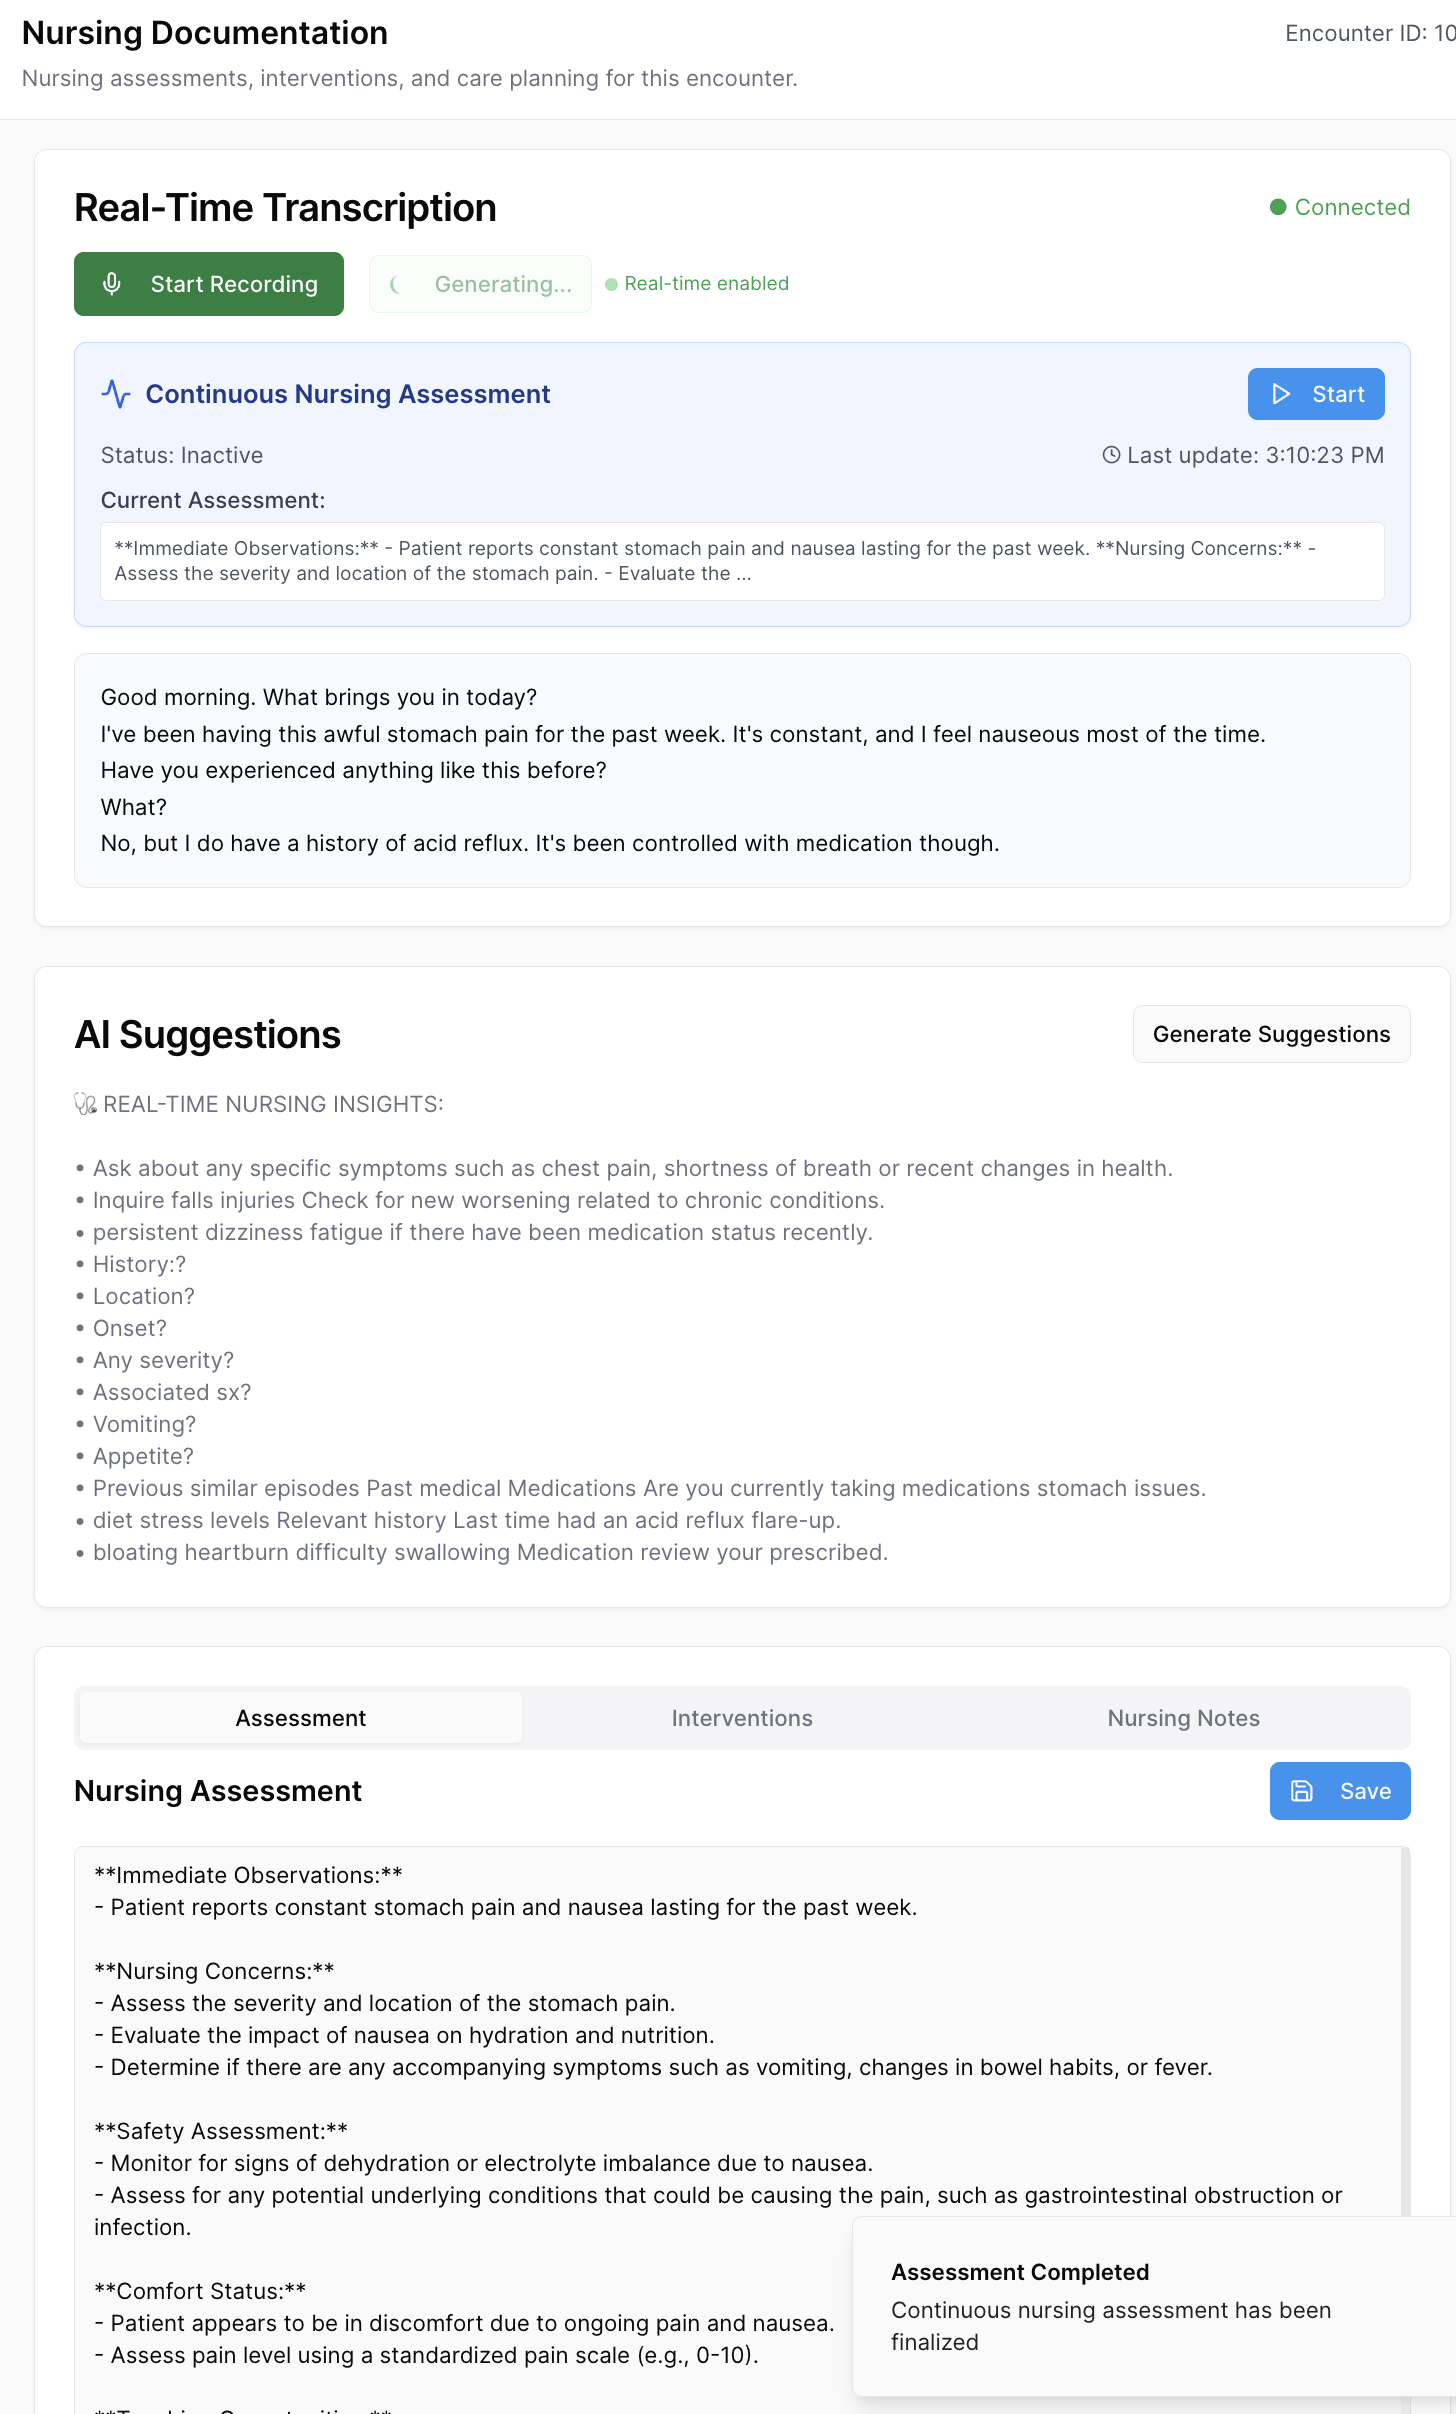 Nursing Documentation
Encounter ID: 10
Nursing assessments, interventions, and care planning for this encounter.
Real-Time Transcription
Connected
Start Recording
Generating...
Real-time enabled
Continuous Nursing Assessment
Start
Status: Inactive
Last update: 3:10:23 PM
Current Assessment:
**Immediate Observations:** - Patient reports constant stomach pain and nausea lasting for the past week. **Nursing Concerns:** -
Assess the severity and location of the stomach pain. - Evaluate the ...
Good morning. What brings you in today?
I've been having this awful stomach pain for the past week. It's constant, and I feel nauseous most of the time.
Have you experienced anything like this before?
What?
No, but I do have a history of acid reflux. It's been controlled with medication though.
AI Suggestions
Generate Suggestions
🩺 REAL-TIME NURSING INSIGHTS:
• Ask about any specific symptoms such as chest pain, shortness of breath or recent changes in health.
• Inquire falls injuries Check for new worsening related to chronic conditions.
• persistent dizziness fatigue if there have been medication status recently.
• History:?
• Location?
• Onset?
• Any severity?
• Associated sx?
• Vomiting?
• Appetite?
• Previous similar episodes Past medical Medications Are you currently taking medications stomach issues.
• diet stress levels Relevant history Last time had an acid reflux flare-up.
• bloating heartburn difficulty swallowing Medication review your prescribed.
Assessment
Interventions
Nursing Notes
Nursing Assessment
Save
**Immediate Observations:**
- Patient reports constant stomach pain and nausea lasting for the past week.
**Nursing Concerns:**
- Assess the severity and location of the stomach pain.
- Evaluate the impact of nausea on hydration and nutrition.
- Determine if there are any accompanying symptoms such as vomiting, changes in bowel habits, or fever.
**Safety Assessment:**
- Monitor for signs of dehydration or electrolyte imbalance due to nausea.
- Assess for any potential underlying conditions that could be causing the pain, such as gastrointestinal obstruction or
infection.
**Comfort Status:**
- Patient appears to be in discomfort due to ongoing pain and nausea.
- Assess pain level using a standardized pain scale (e.g., 0-10).
Assessment Completed
Continuous nursing assessment has been
finalized